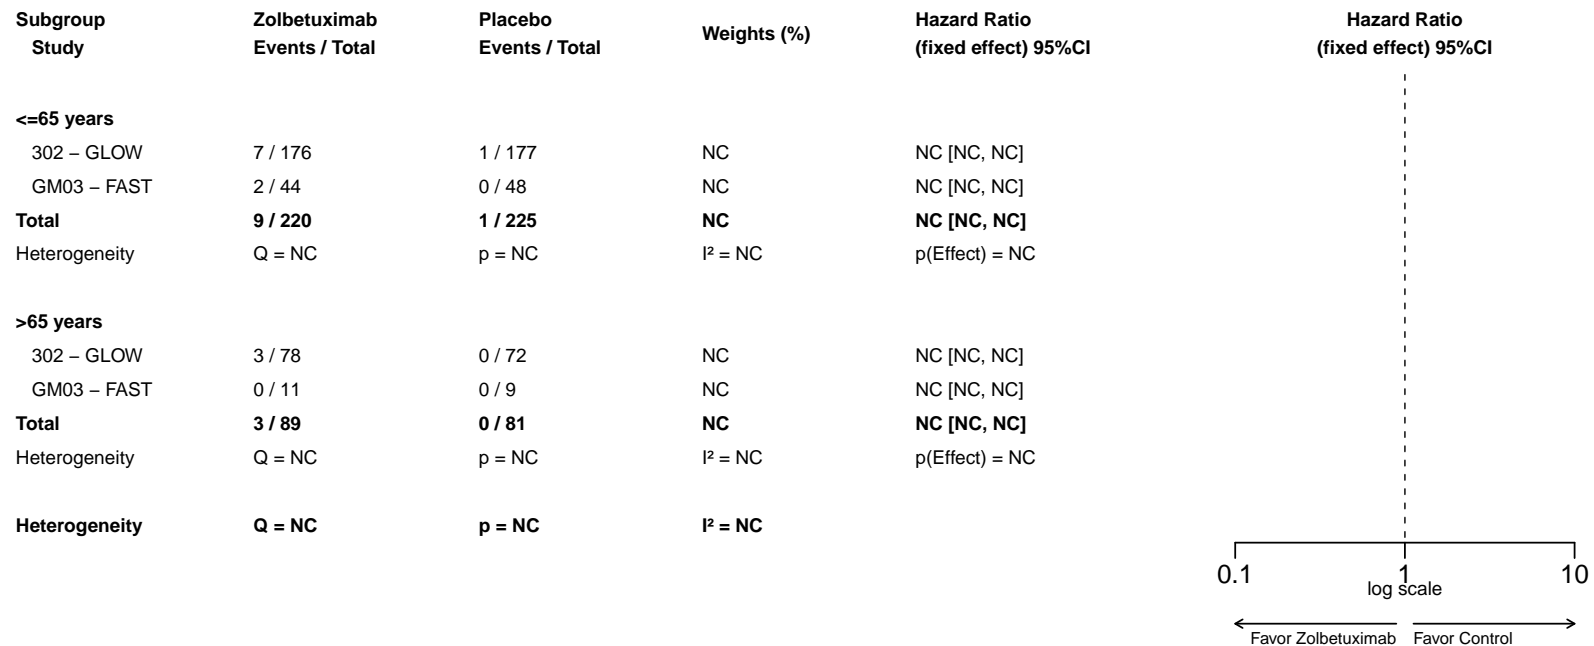 Subgroup Zolbetuximab Placebo Weights (%) Hazard Ratio Hazard Ratio
Study Events / Total Events / Total (fixed effect) 95%CI (fixed effect) 95%CI
<=65 years
302 – GLOW 7 / 176 1 / 177 NC NC [NC, NC]
GM03 – FAST 2 / 44 0 / 48 NC NC [NC, NC]
Total 9 / 220 1 / 225 NC NC [NC, NC]
Heterogeneity Q = NC p = NC I² = NC p(Effect) = NC
>65 years
302 – GLOW 3 / 78 0 / 72 NC NC [NC, NC]
GM03 – FAST 0 / 11 0 / 9 NC NC [NC, NC]
Total 3 / 89 0 / 81 NC NC [NC, NC]
Heterogeneity Q = NC p = NC I² = NC p(Effect) = NC
Heterogeneity Q = NC p = NC I² = NC
0.1 1 10
log scale
Favor Zolbetuximab Favor Control